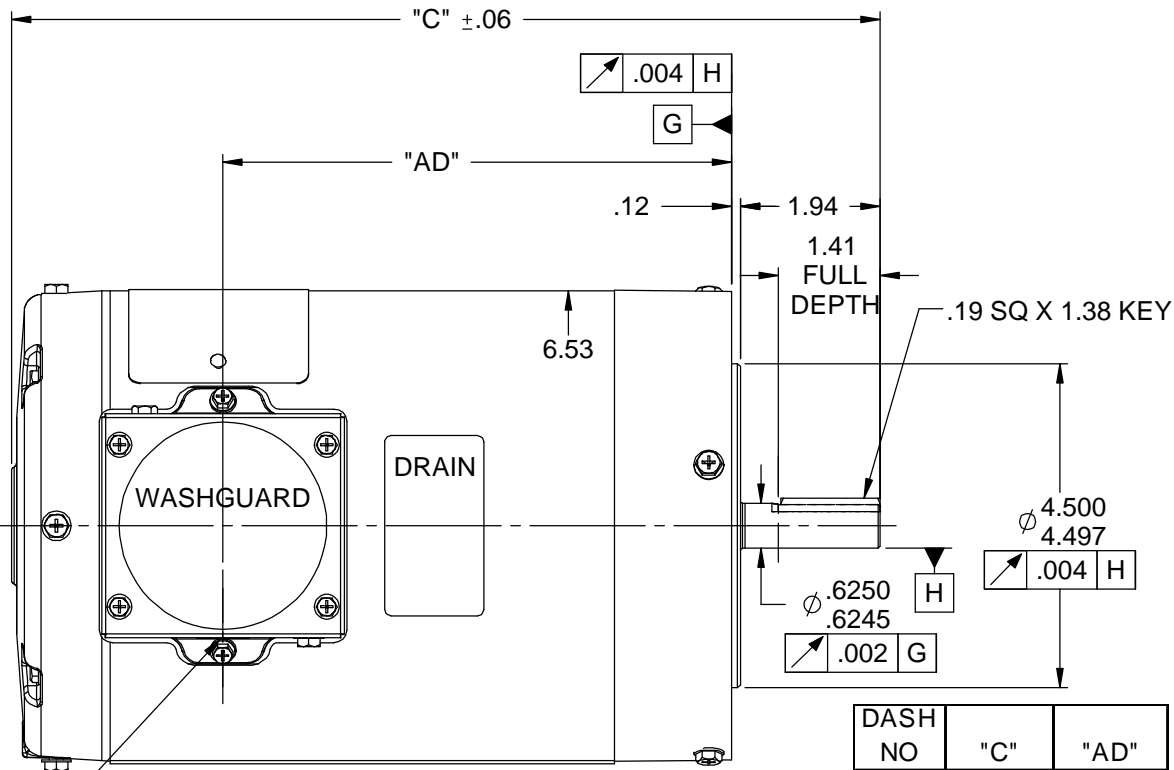 "C" ±.06
↗ .004 H
G
"AD"
.12
1.94
1.41
FULL
DEPTH
.19 SQ X 1.38 KEY
6.53
DRAIN
WASHGUARD
⌀ 4.500
4.497
↗ .004 H
H
⌀ .6250
.6245
↗ .002 G
DASH
NO "C" "AD"